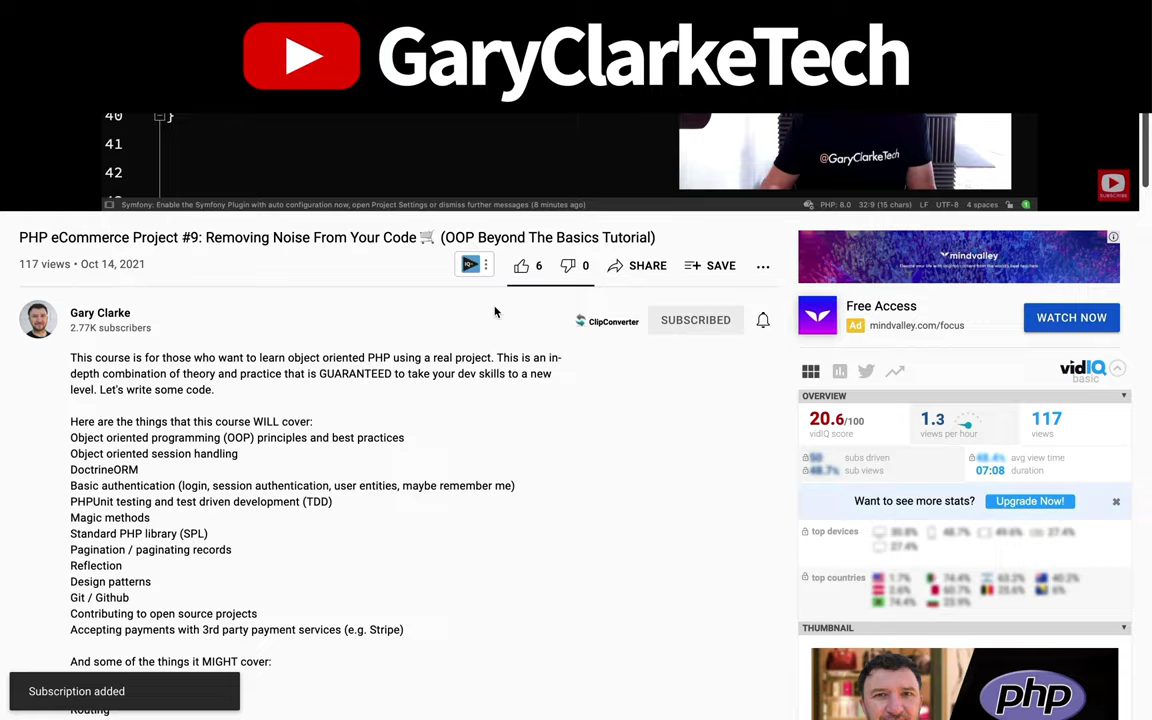 GaryClarkeTech
40
}
41
@GaryClarkeTech
42
SUBSCRIBE
Symfony: Enable the Symfony Plugin with auto configuration now, open Project Settings or dismiss further messages (8 minutes ago)
PHP: 8.0 32:9 (15 chars) LF UTF-8 4 spaces
PHP eCommerce Project #9: Removing Noise From Your Code 🛒 (OOP Beyond The Basics Tutorial)
117 views • Oct 14, 2021
6
0
SHARE
SAVE
mindvalley
Gary Clarke
2.77K subscribers
ClipConverter
SUBSCRIBED
Free Access
Ad mindvalley.com/focus
WATCH NOW
This course is for those who want to learn object oriented PHP using a real project. This is an in-
depth combination of theory and practice that is GUARANTEED to take your dev skills to a new
level. Let's write some code.
Here are the things that this course WILL cover:
Object oriented programming (OOP) principles and best practices
Object oriented session handling
DoctrineORM
Basic authentication (login, session authentication, user entities, maybe remember me)
PHPUnit testing and test driven development (TDD)
Magic methods
Standard PHP library (SPL)
Pagination / paginating records
Reflection
Design patterns
Git / Github
Contributing to open source projects
Accepting payments with 3rd party payment services (e.g. Stripe)
And some of the things it MIGHT cover:
Routing
Subscription added
vidIQ
basic
OVERVIEW
20.6/100
vidIQ score
1.3
views per hour
117
views
subs driven
sub views
avg view time
07:08 duration
Want to see more stats? Upgrade Now!
top devices
top countries
THUMBNAIL
php